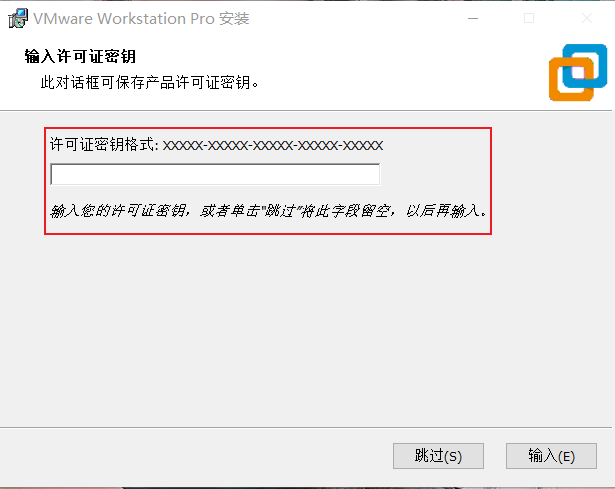 VMware Workstation Pro 安装
输入许可证密钥
此对话框可保存产品许可证密钥。
许可证密钥格式: XXXXX-XXXXX-XXXXX-XXXXX-XXXXX
输入您的许可证密钥，或者单击"跳过"将此字段留空，以后再输入。
跳过(S) 输入(E)